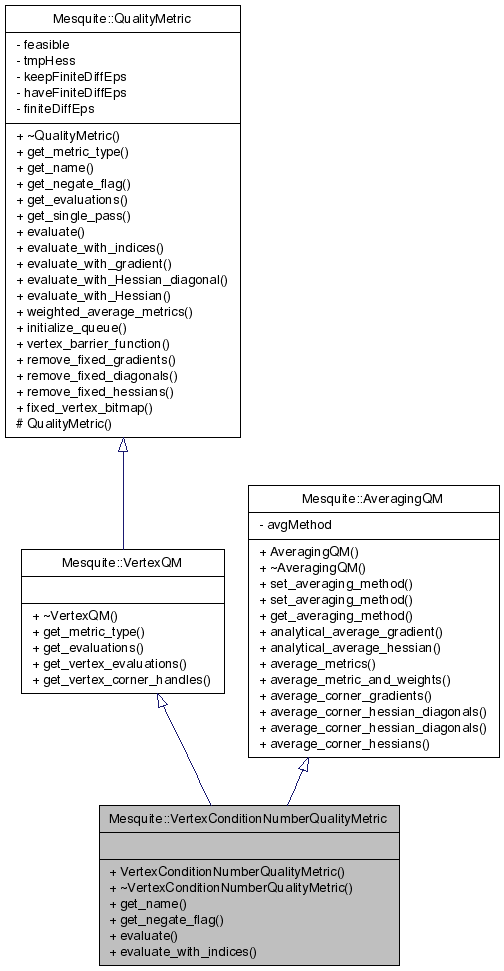 Mesquite::QualityMetric
- feasible
- tmpHess
- keepFiniteDiffEps
- haveFiniteDiffEps
- finiteDiffEps
+ ~QualityMetric()
+ get_metric_type()
+ get_name()
+ get_negate_flag()
+ get_evaluations()
+ get_single_pass()
+ evaluate()
+ evaluate_with_indices()
+ evaluate_with_gradient()
+ evaluate_with_Hessian_diagonal()
+ evaluate_with_Hessian()
+ weighted_average_metrics()
+ initialize_queue()
+ vertex_barrier_function()
+ remove_fixed_gradients()
+ remove_fixed_diagonals()
+ remove_fixed_hessians()
+ fixed_vertex_bitmap()
# QualityMetric()
Mesquite::AveragingQM
- avgMethod
+ AveragingQM()
+ ~AveragingQM()
+ set_averaging_method()
+ set_averaging_method()
+ get_averaging_method()
+ analytical_average_gradient()
+ analytical_average_hessian()
+ average_metrics()
+ average_metric_and_weights()
+ average_corner_gradients()
+ average_corner_hessian_diagonals()
+ average_corner_hessian_diagonals()
+ average_corner_hessians()
Mesquite::VertexQM
+ ~VertexQM()
+ get_metric_type()
+ get_evaluations()
+ get_vertex_evaluations()
+ get_vertex_corner_handles()
Mesquite::VertexConditionNumberQualityMetric
+ VertexConditionNumberQualityMetric()
+ ~VertexConditionNumberQualityMetric()
+ get_name()
+ get_negate_flag()
+ evaluate()
+ evaluate_with_indices()